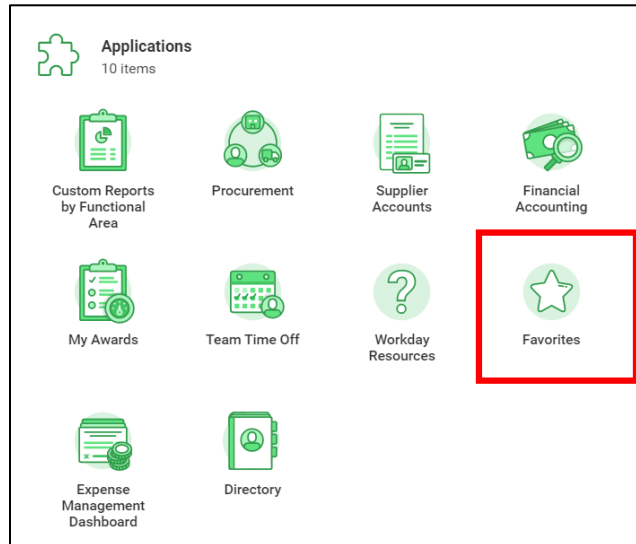 Applications
10 items
Custom Reports
by Functional
Area
Procurement
Supplier
Accounts
Financial
Accounting
My Awards
Team Time Off
Workday
Resources
Favorites
Expense
Management
Dashboard
Directory